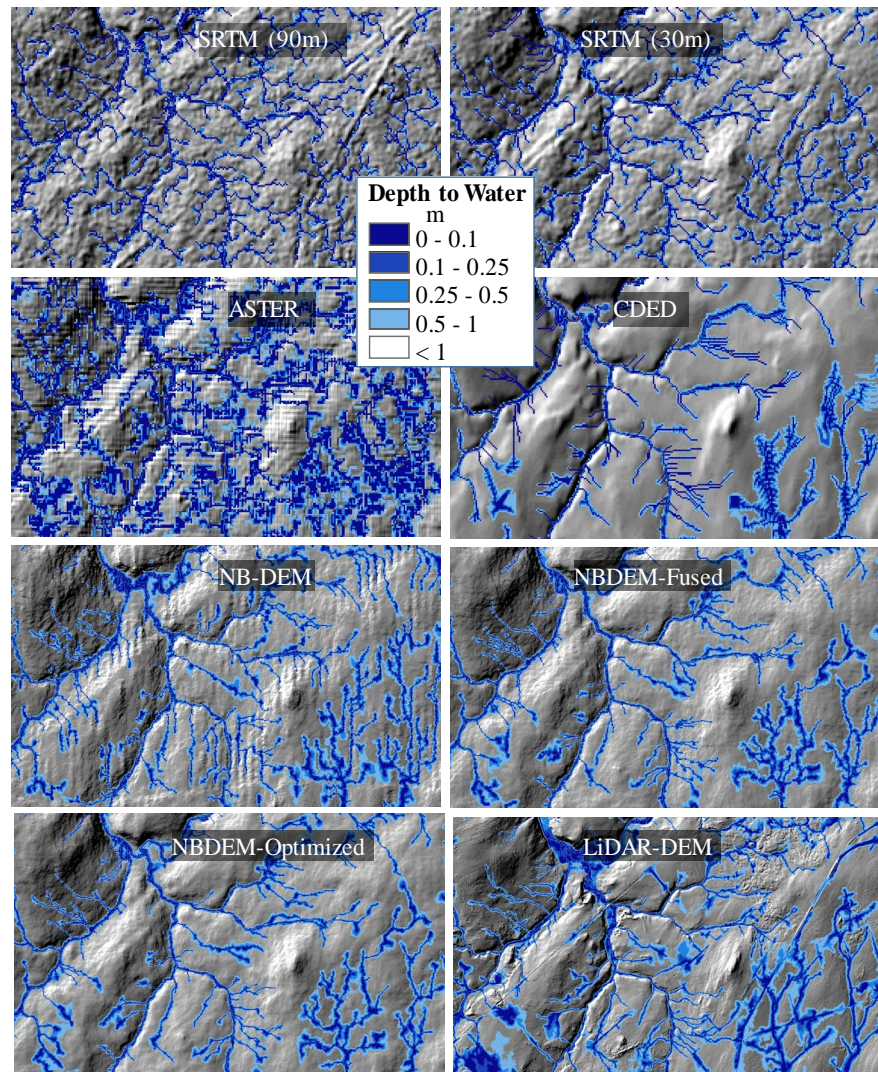 SRTM (90m)
SRTM (30m)
Depth to Water
m
0 - 0.1
0.1 - 0.25
0.25 - 0.5
0.5 - 1
< 1
ASTER
CDED
NB-DEM
NBDEM-Fused
NBDEM-Optimized
LiDAR-DEM